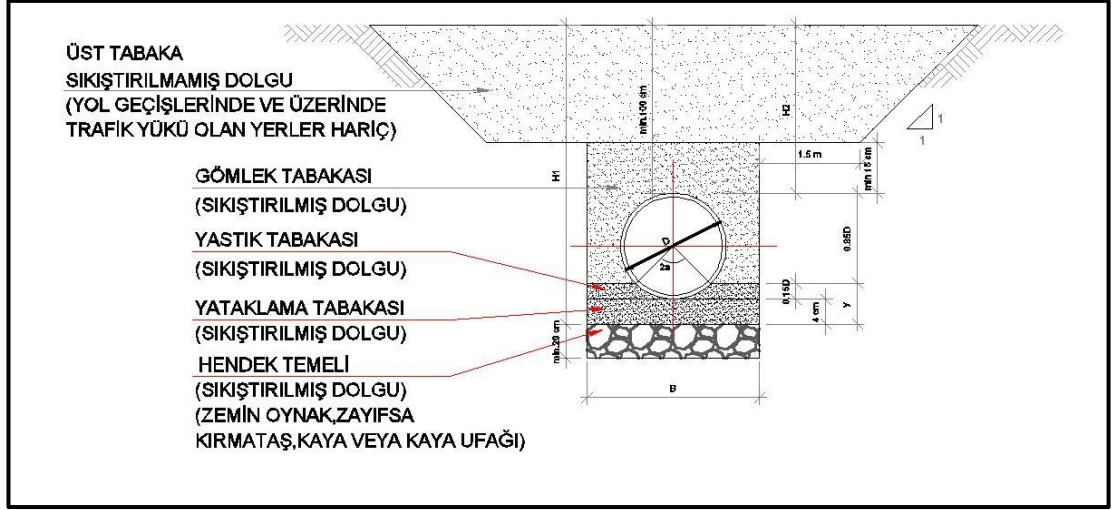 ÜST TABAKA
SIKIŞTIRILMAMIŞ DOLGU
(YOL GEÇİŞLERİNDE VE ÜZERİNDE
TRAFİK YÜKÜ OLAN YERLER HARİÇ)
GÖMLEK TABAKASI
(SIKIŞTIRILMIŞ DOLGU)
YASTIK TABAKASI
(SIKIŞTIRILMIŞ DOLGU)
YATAKLAMA TABAKASI
(SIKIŞTIRILMIŞ DOLGU)
HENDEK TEMELİ
(SIKIŞTIRILMIŞ DOLGU)
(ZEMİN OYNAK,ZAYIFSA
KIRMATAŞ,KAYA VEYA KAYA UFAĞI)
H1
min.100 cm
H2
1
1
1.5 m
min 15 cm
D
2a
0.85D
0.15D
4 cm
y
min.20 cm
B